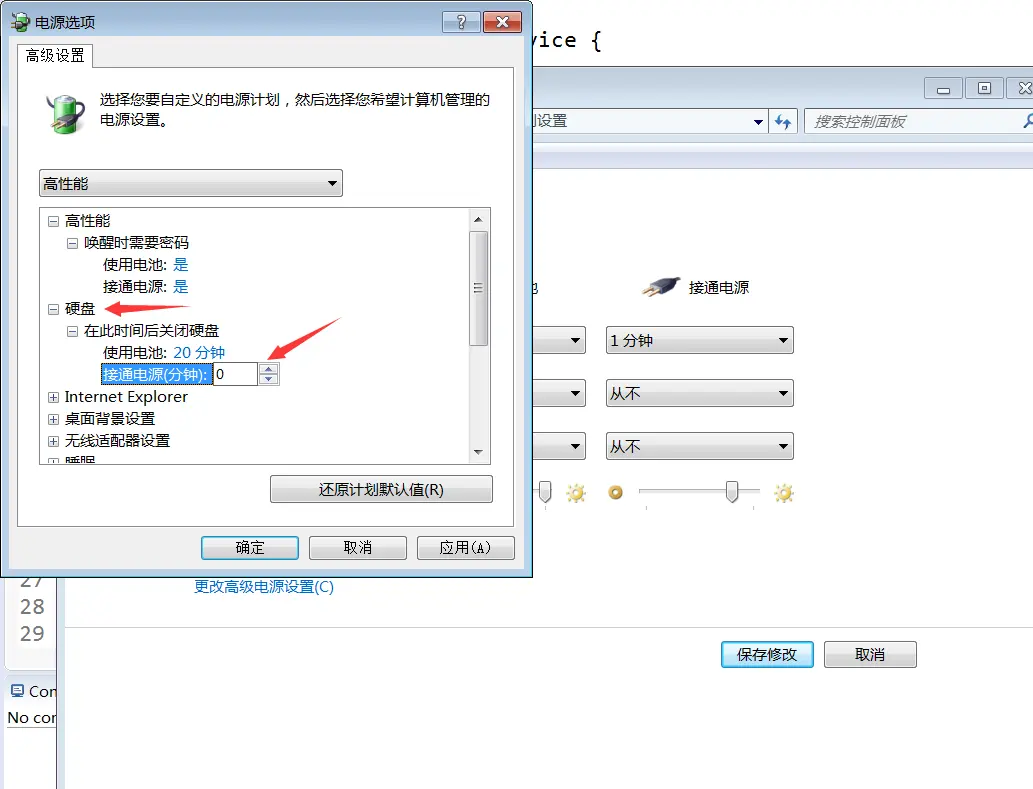 电源选项
高级设置
选择您要自定义的电源计划，然后选择您希望计算机管理的
电源设置。
高性能
高性能
唤醒时需要密码
使用电池: 是
接通电源: 是
硬盘
在此时间后关闭硬盘
使用电池: 20 分钟
接通电源(分钟): 0
Internet Explorer
桌面背景设置
无线适配器设置
睡眠
还原计划默认值(R)
确定
取消
应用(A)
vice {
设置
搜索控制面板
接通电源
1 分钟
从不
从不
更改高级电源设置(C)
保存修改
取消
27
28
29
Con
No cor